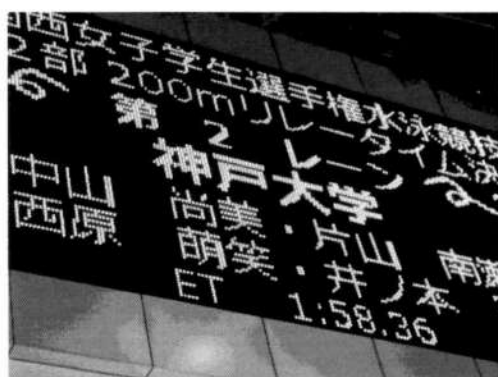 西女子学生選手権水泳競技
2部 200mリレータイム決
第 2 レーン
神戸大学
中山 尚美・片山 南
西原 萌笑・井ノ本
ET 1:58.36